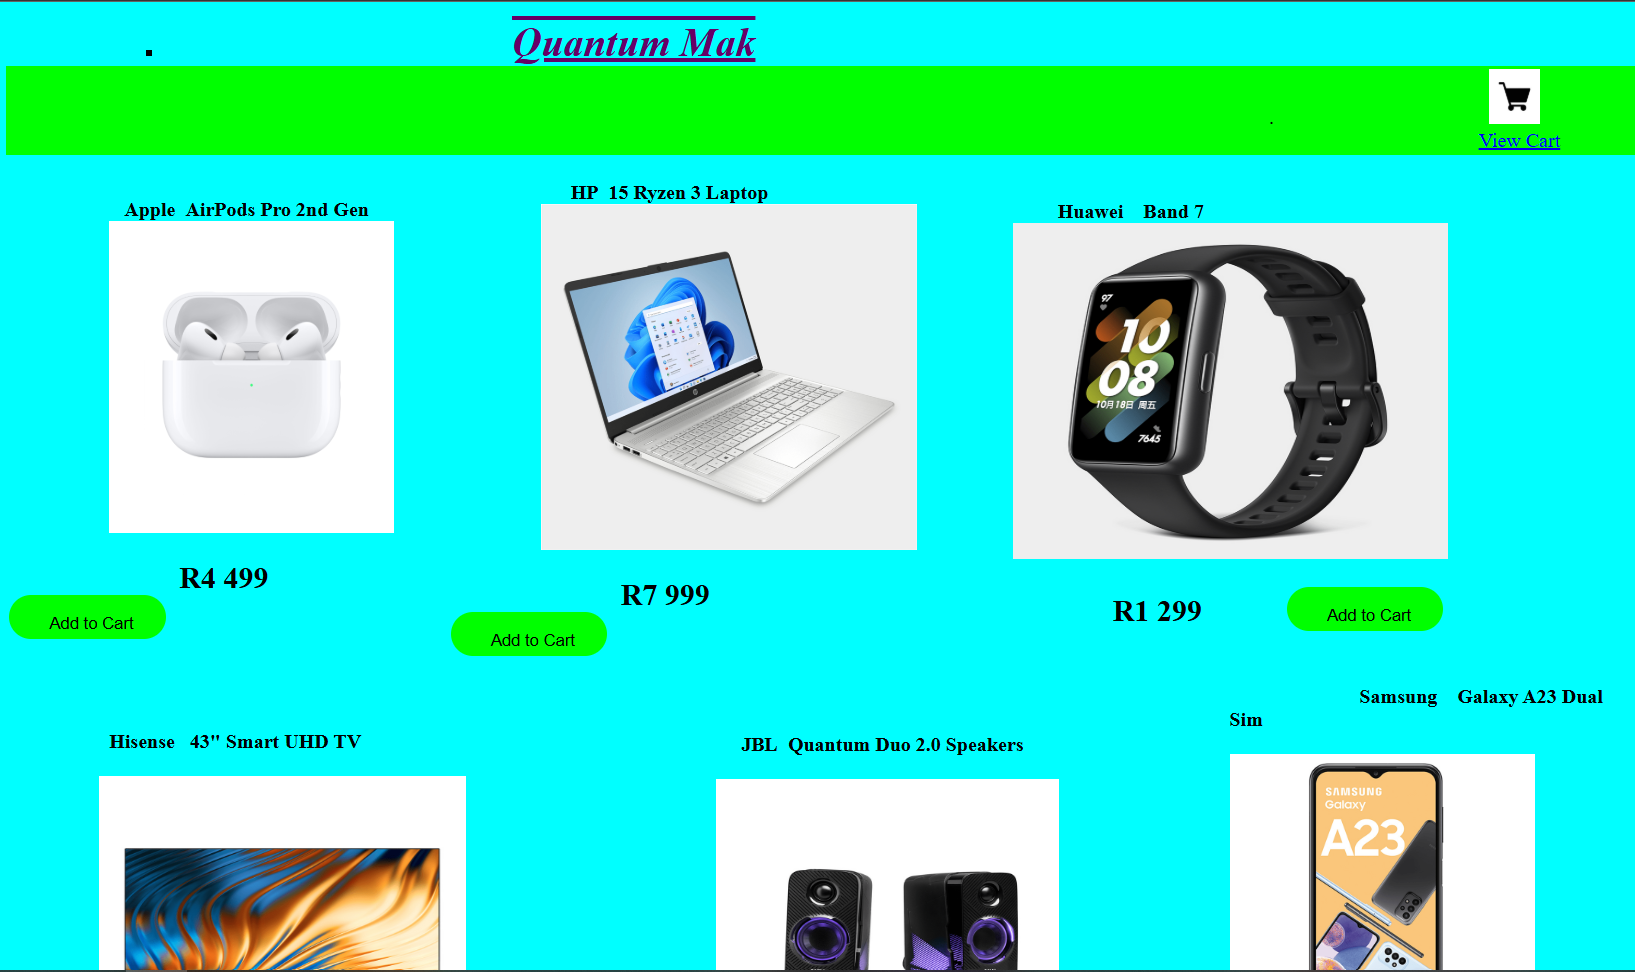 Quantum Mak
View Cart
Apple  AirPods Pro 2nd Gen
HP  15 Ryzen 3 Laptop
Huawei    Band 7
97
10
08
10月18日 周五
7645
R4 499
R7 999
R1 299
Add to Cart
Add to Cart
Add to Cart
Hisense   43" Smart UHD TV
JBL  Quantum Duo 2.0 Speakers
Samsung    Galaxy A23 Dual
Sim
SAMSUNG
Galaxy
A23